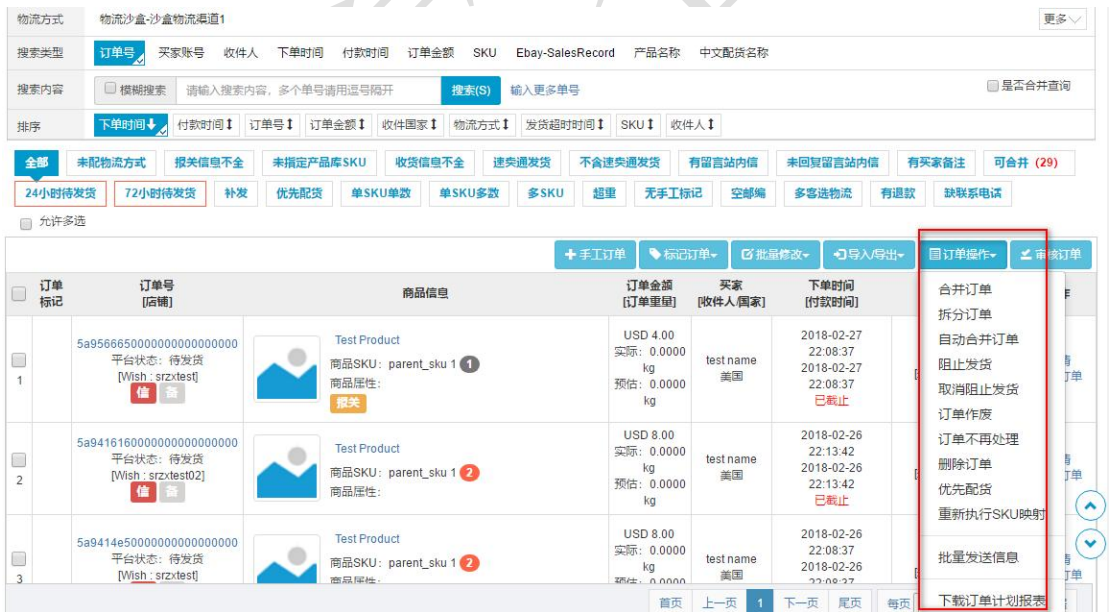 物流方式 物流沙盒-沙盒物流渠道1 更多
搜索类型 订单号 买家账号 收件人 下单时间 付款时间 订单金额 SKU Ebay-SalesRecord 产品名称 中文配货名称
搜索内容 模糊搜索 请输入搜索内容，多个单号请用逗号隔开 搜索(S) 输入更多单号 是否合并查询
排序 下单时间 付款时间 订单号 订单金额 收件国家 物流方式 发货超时时间 SKU 收件人
全部 未配物流方式 报关信息不全 未指定产品库SKU 收货信息不全 速卖通发货 不含速卖通发货 有留言站内信 未回复留言站内信 有买家备注 可合并 (29)
24小时待发货 72小时待发货 补发 优先配货 单SKU单数 单SKU多数 多SKU 超重 无手工标记 空邮编 多客选物流 有退款 缺联系电话
允许多选
手工订单 标记订单 批量修改 导入/导出 订单操作 审核订单
订单标记 订单号[店铺] 商品信息 订单金额[订单重量] 买家[收件人/国家] 下单时间[付款时间]
1
5a9566650000000000000000
平台状态：待发货
[Wish : srzxtest]
信 备
Test Product
商品SKU：parent_sku 1 1
商品属性：
报关
USD 4.00
实际：0.0000
kg
预估：0.0000
kg
test name
美国
2018-02-27
22:08:37
2018-02-27
22:08:37
已截止
2
5a9416160000000000000000
平台状态：待发货
[Wish : srzxtest02]
信 备
Test Product
商品SKU：parent_sku 1 2
商品属性：
USD 8.00
实际：0.0000
kg
预估：0.0000
kg
test name
美国
2018-02-26
22:13:42
2018-02-26
22:13:42
已截止
3
5a9414e50000000000000000
平台状态：待发货
[Wish : srzxtest]
Test Product
商品SKU：parent_sku 1 2
商品属性：
USD 8.00
实际：0.0000
kg
预估：0.0000
test name
美国
2018-02-26
22:08:37
2018-02-26
22:08:37
合并订单
拆分订单
自动合并订单
阻止发货
取消阻止发货
订单作废
订单不再处理
删除订单
优先配货
重新执行SKU映射
批量发送信息
下载订单计划报表
首页 上一页 1 下一页 尾页 每页